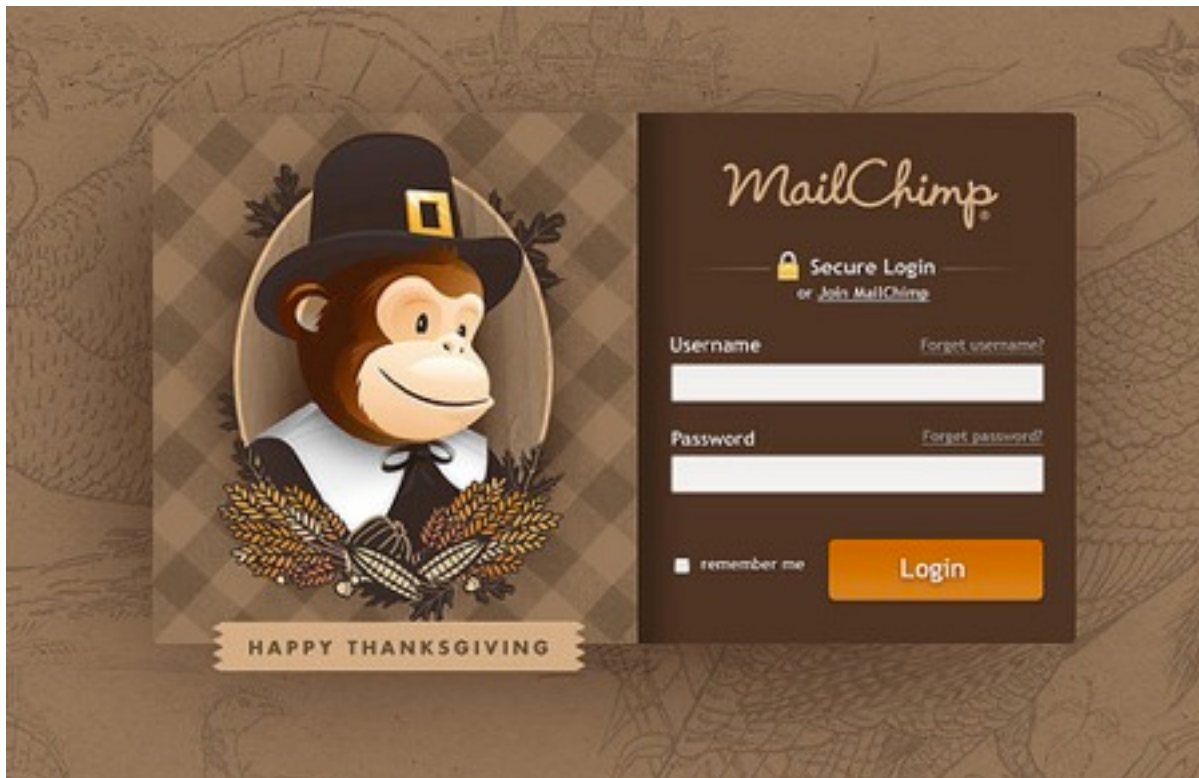 MailChimp®
Secure Login
or Join MailChimp
Username
Forget username?
Password
Forget password?
remember me
Login
HAPPY THANKSGIVING